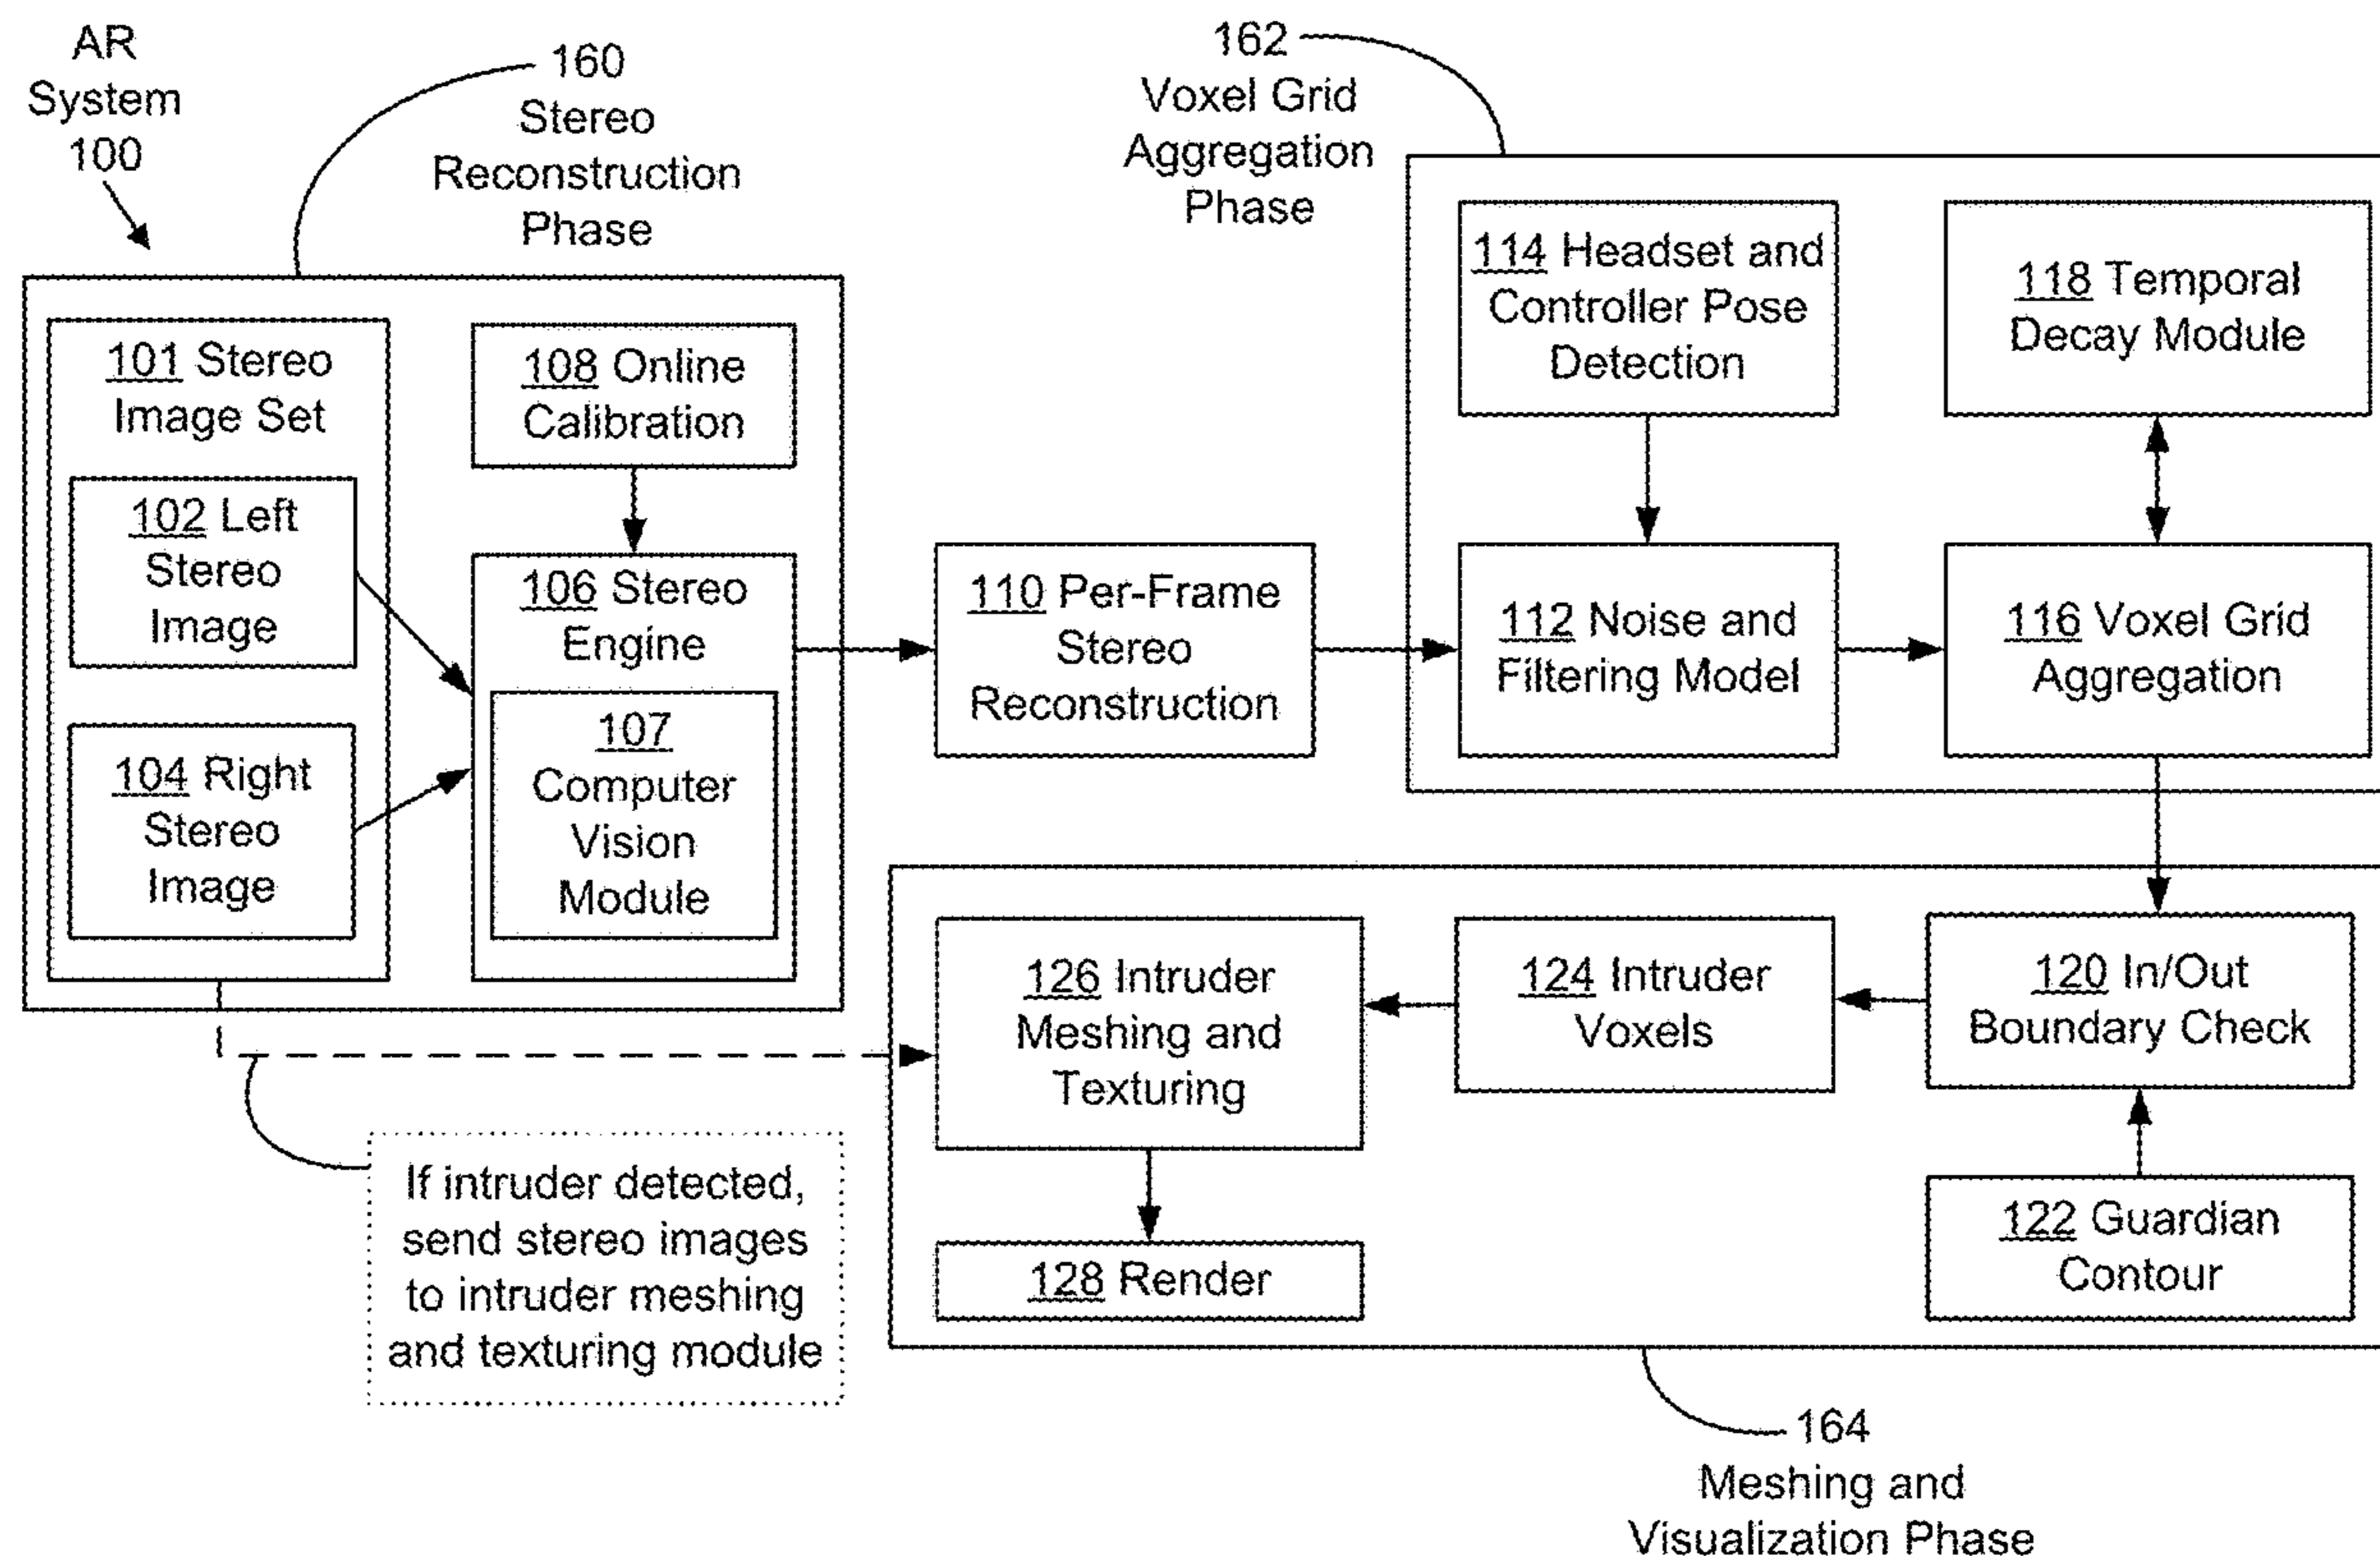 AR
System
100
160
Stereo
Reconstruction
Phase
162
Voxel Grid
Aggregation
Phase
101 Stereo
Image Set
102 Left
Stereo
Image
104 Right
Stereo
Image
108 Online
Calibration
106 Stereo
Engine
107
Computer
Vision
Module
110 Per-Frame
Stereo
Reconstruction
114 Headset and
Controller Pose
Detection
118 Temporal
Decay Module
112 Noise and
Filtering Model
116 Voxel Grid
Aggregation
126 Intruder
Meshing and
Texturing
124 Intruder
Voxels
120 In/Out
Boundary Check
122 Guardian
Contour
128 Render
If intruder detected,
send stereo images
to intruder meshing
and texturing module
164
Meshing and
Visualization Phase